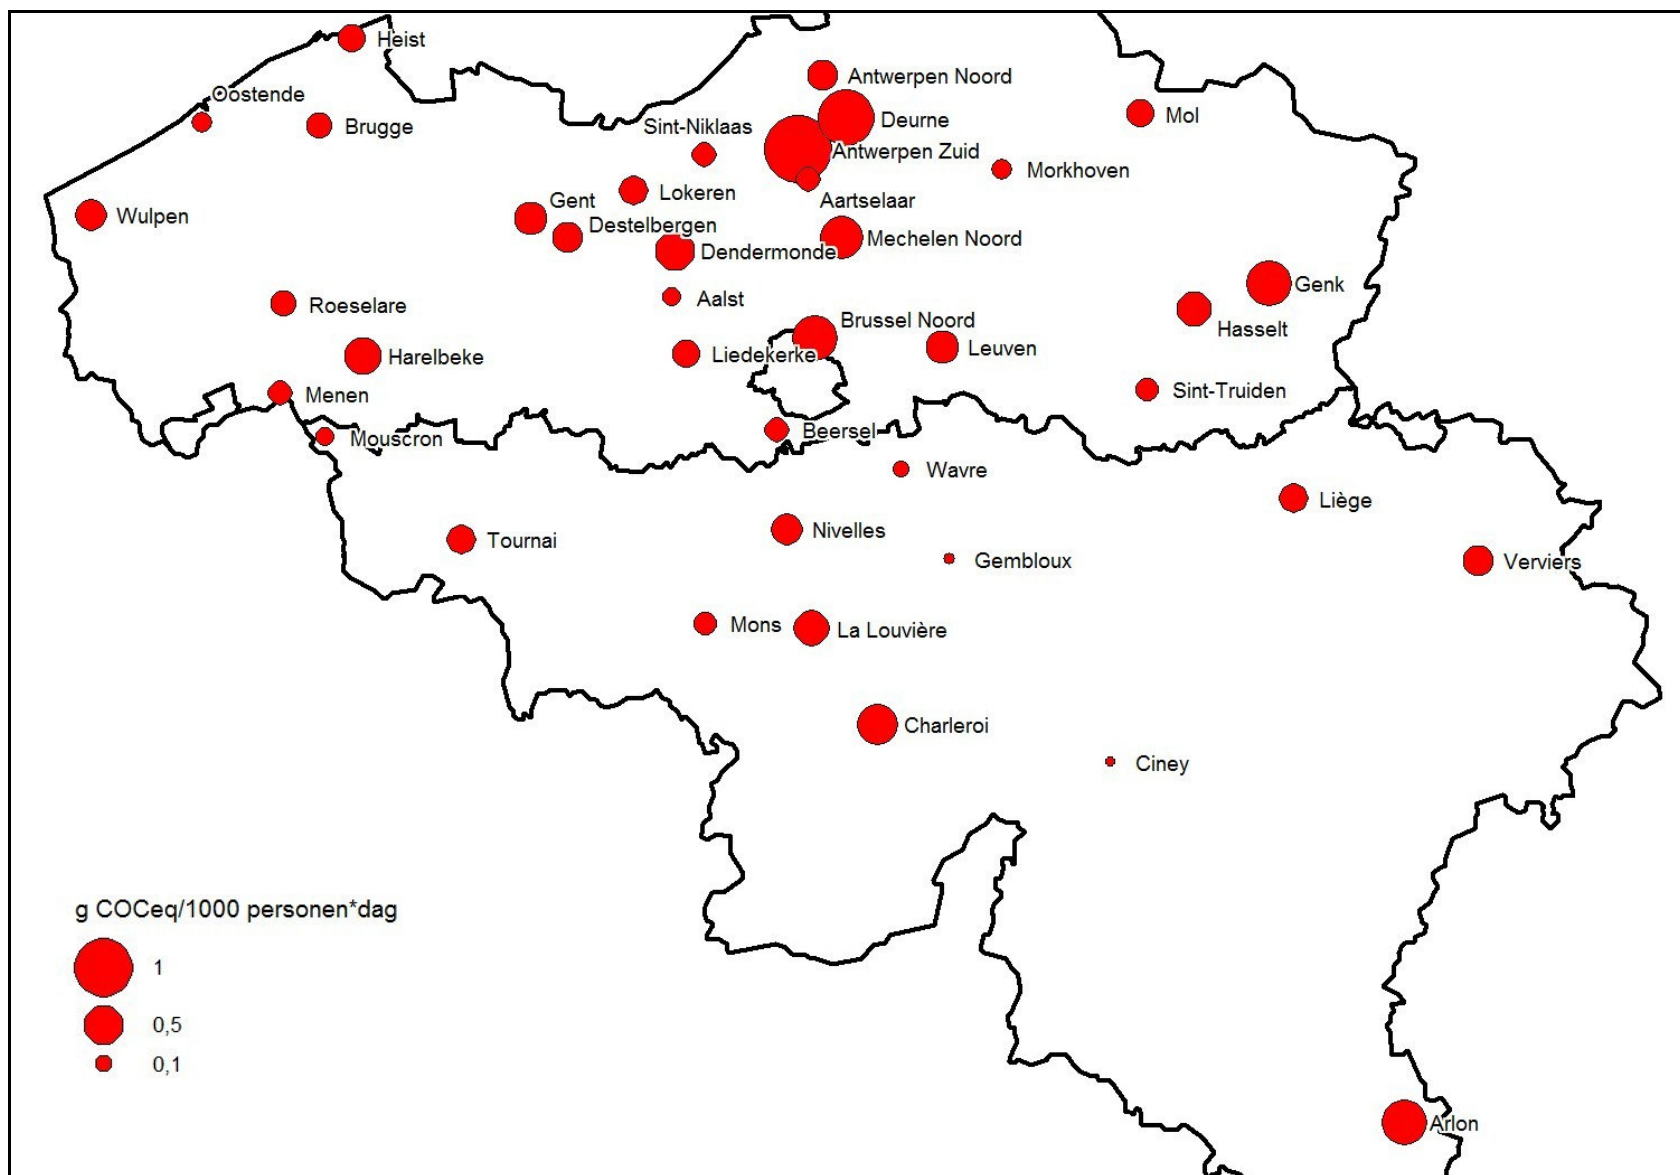 Heist
Antwerpen Noord
Oostende
Deurne
Mol
Brugge
Sint-Niklaas
Antwerpen Zuid
Morkhoven
Lokeren
Gent
Aartselaar
Wulpen
Destelbergen
Mechelen Noord
Dendermonde
Genk
Aalst
Roeselare
Brussel Noord
Hasselt
Harelbeke
Liedekerke
Leuven
Menen
Sint-Truiden
Mouscron
Beersel
Wavre
Liège
Nivelles
Tournai
Gembloux
Verviers
Mons
La Louvière
Charleroi
Ciney
g COCeq/1000 personen*dag
1
0,5
0,1
Arlon